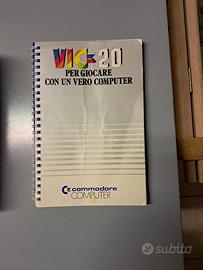 VIC-20
PER GIOCARE
CON UN VERO COMPUTER
commodore
COMPUTER
subito